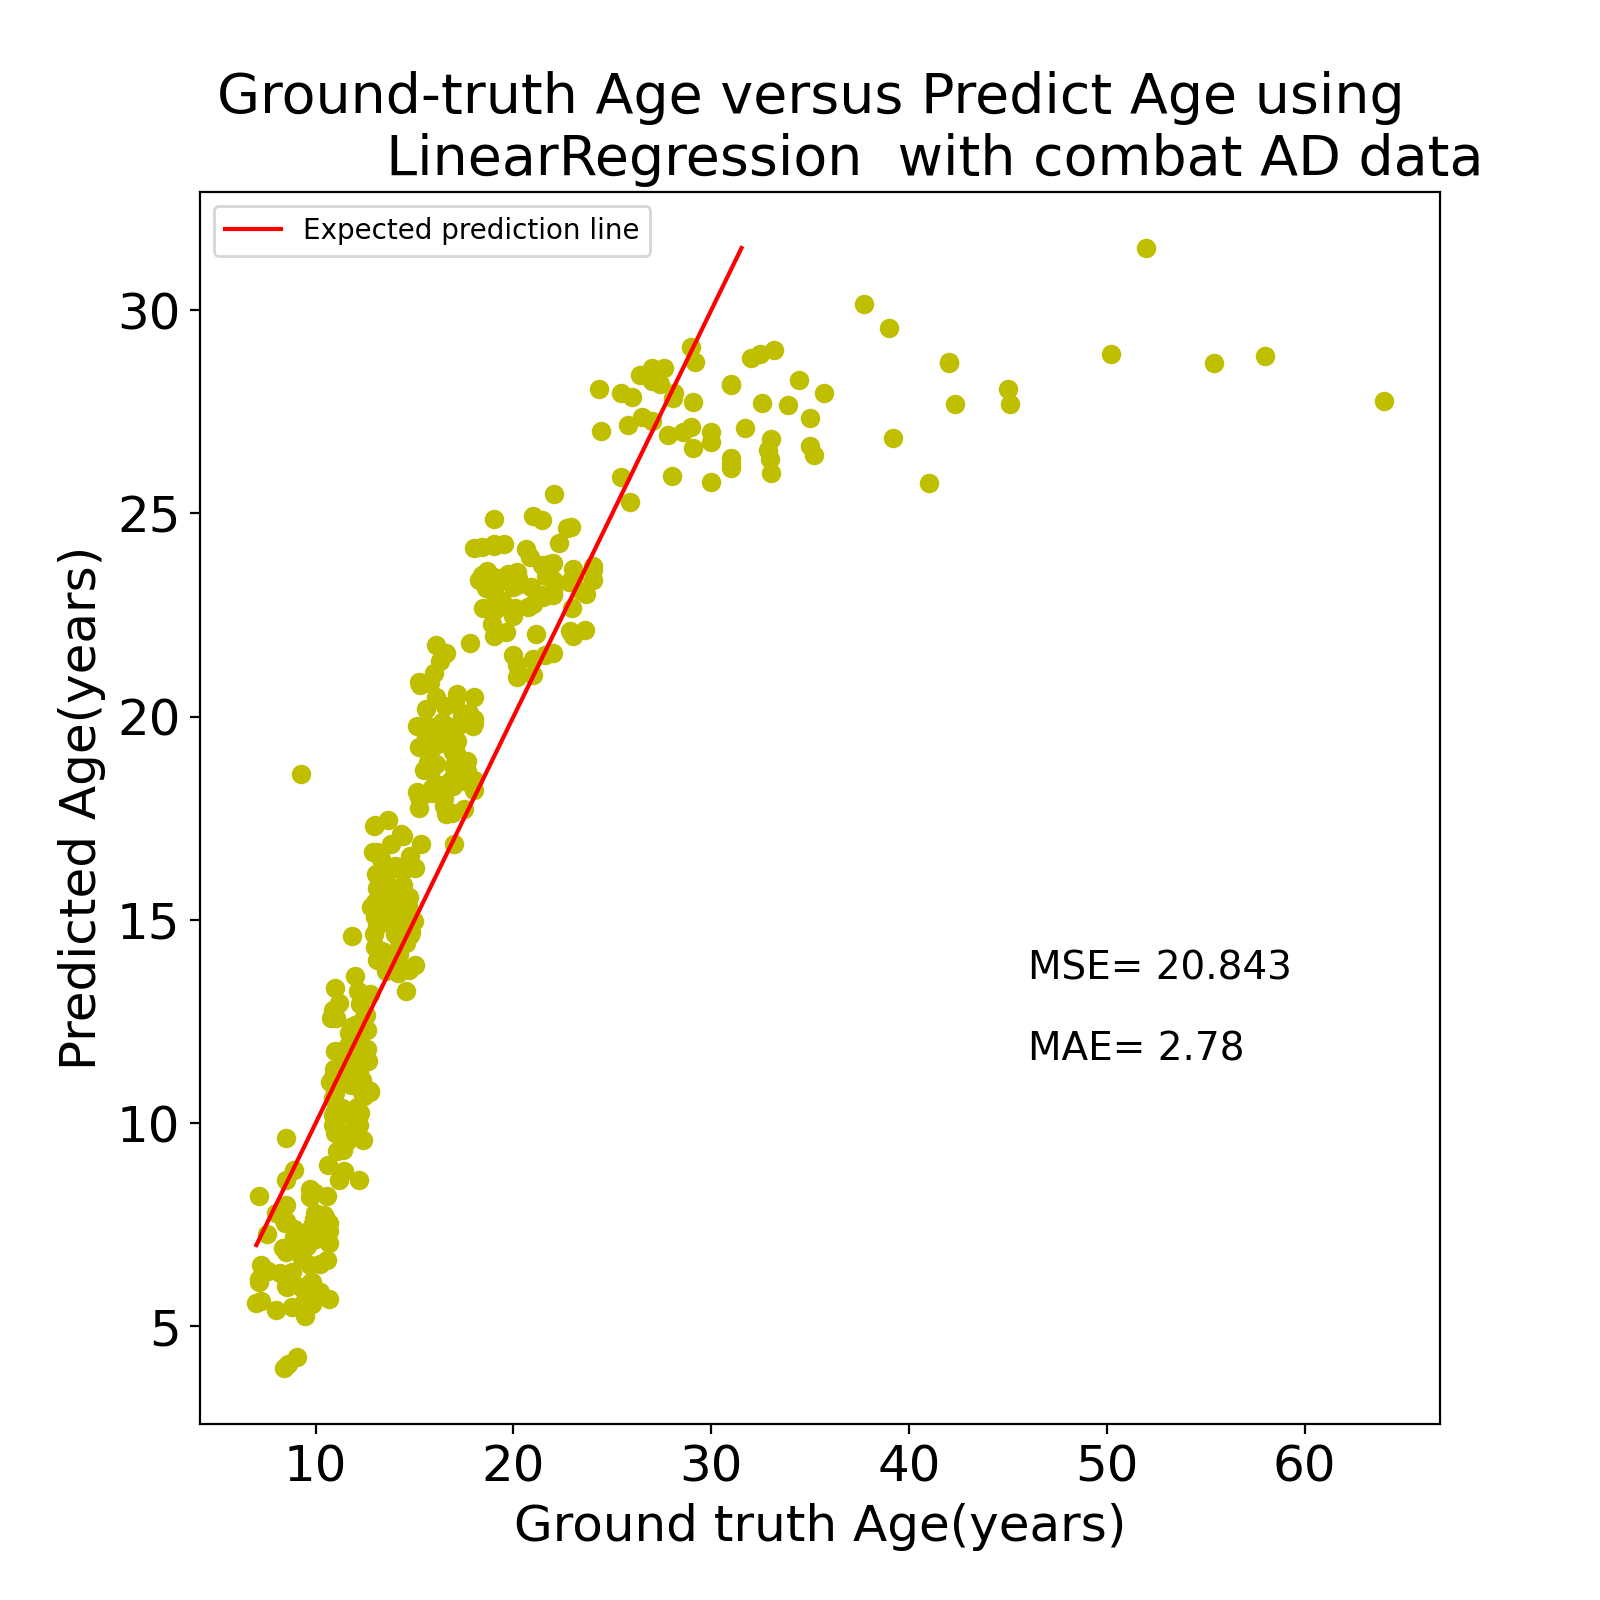 Ground-truth Age versus Predict Age using
LinearRegression  with combat AD data
Expected prediction line
30
25
20
15
10
5
Predicted Age(years)
MSE= 20.843
MAE= 2.78
10 20 30 40 50 60
Ground truth Age(years)